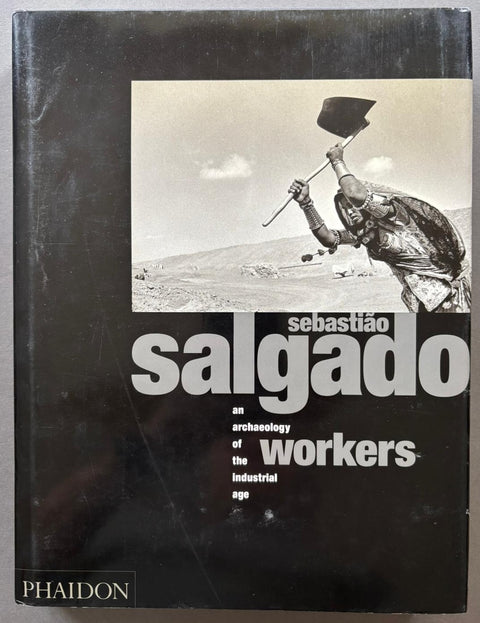 sebastião
salgado
an
archaeology
of
the
industrial
age
workers
PHAIDON